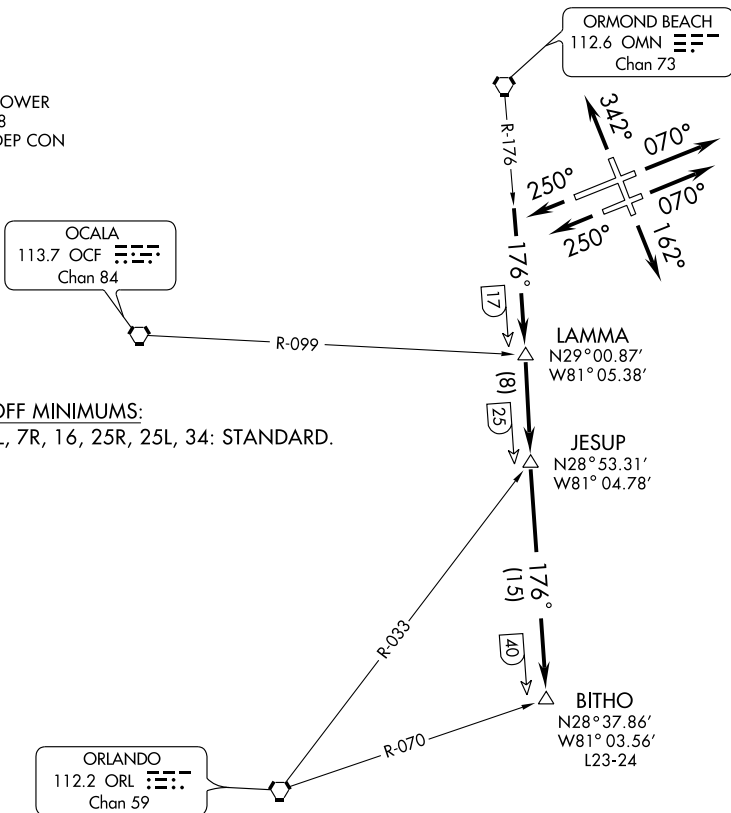 ORMOND BEACH
112.6 OMN
Chan 73
OWER
8
DEP CON
342°
070°
250°
070°
250°
162°
R-176
176°
OCALA
113.7 OCF
Chan 84
17
R-099
LAMMA
N29°00.87'
W81°05.38'
(8)
25
OFF MINIMUMS:
L, 7R, 16, 25R, 25L, 34: STANDARD.
JESUP
N28°53.31'
W81°04.78'
176°
(15)
R-033
40
R-070
BITHO
N28°37.86'
W81°03.56'
L23-24
ORLANDO
112.2 ORL
Chan 59